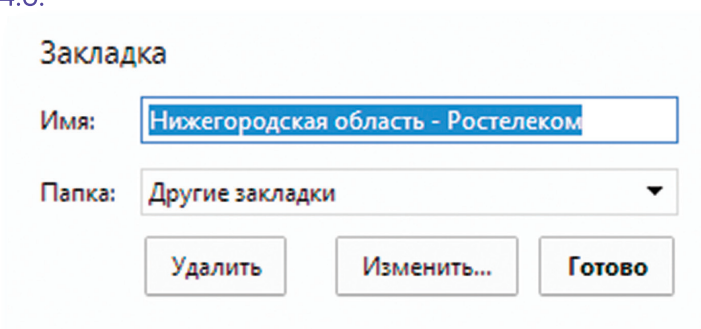 Закладка
Имя: Нижегородская область - Ростелеком
Папка: Другие закладки
Удалить Изменить... Готово